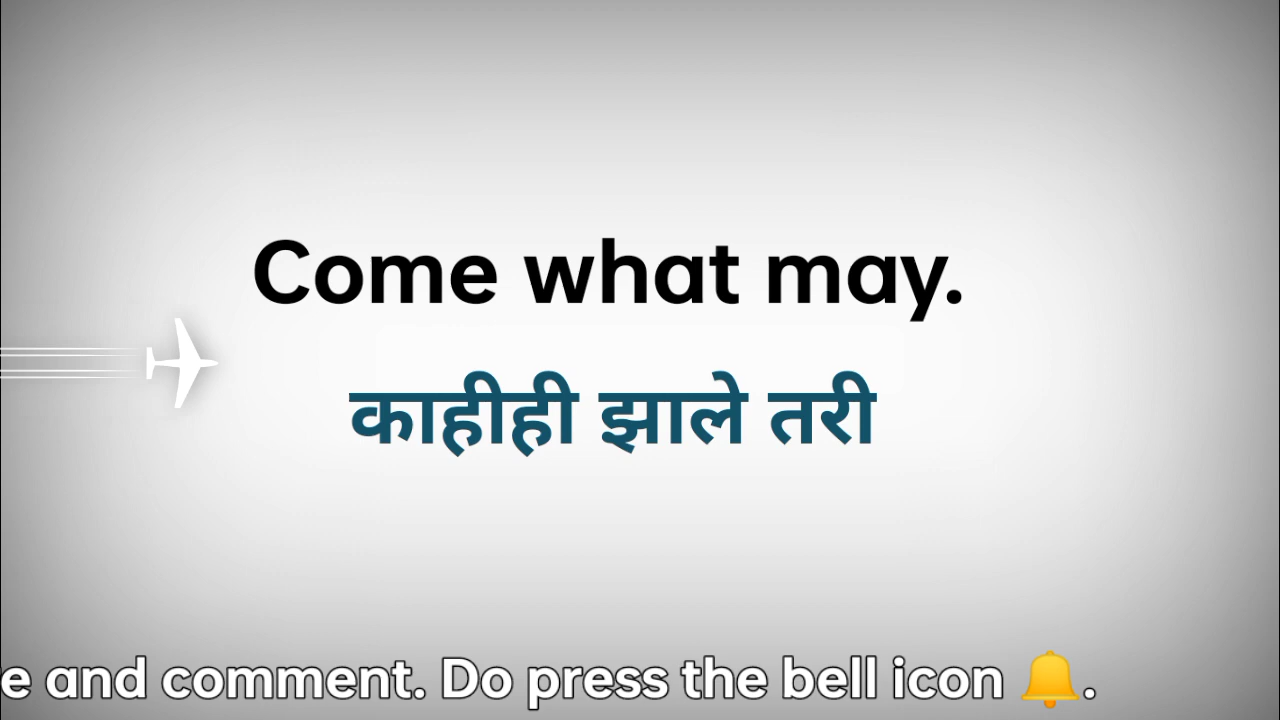 Come what may.
काहीही झाले तरी
e and comment. Do press the bell icon 🔔.